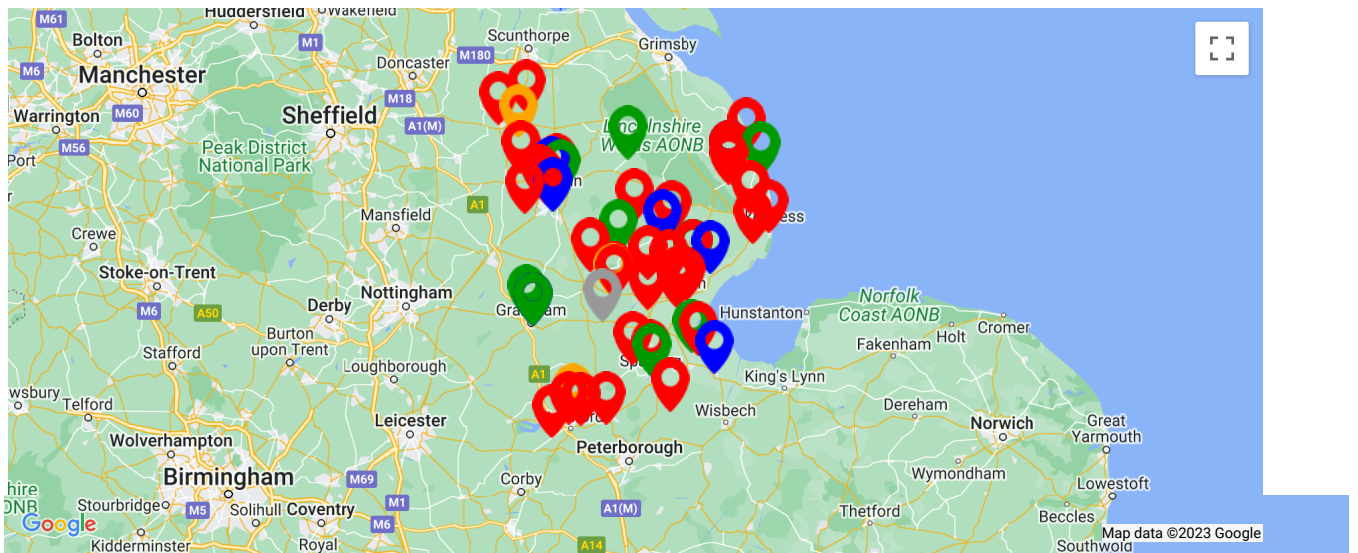 M61
Huddersfield
Wakefield
Scunthorpe
Grimsby
Bolton
M1
M180
Doncaster
M6
Manchester
M18
Warrington
M60
Sheffield
A1(M)
Lincolnshire
Wolds AONB
M56
Port
Peak District
National Park
A1
Mansfield
Crewe
Stoke-on-Trent
M6
A50
Derby
Nottingham
Grantham
Hunstanton
Norfolk
Coast AONB
Cromer
Holt
Burton
upon Trent
Fakenham
Stafford
Loughborough
A1
King's Lynn
wsbury
Telford
Leicester
Wisbech
Dereham
Norwich
Great
Yarmouth
Wolverhampton
Peterborough
Birmingham
M69
Corby
Wymondham
Lowestoft
hire
ONB
Stourbridge
M5
Solihull
Coventry
M1
M6
A1(M)
Thetford
Beccles
Google
Kidderminster
Royal
A14
Southwold
Map data ©2023 Google